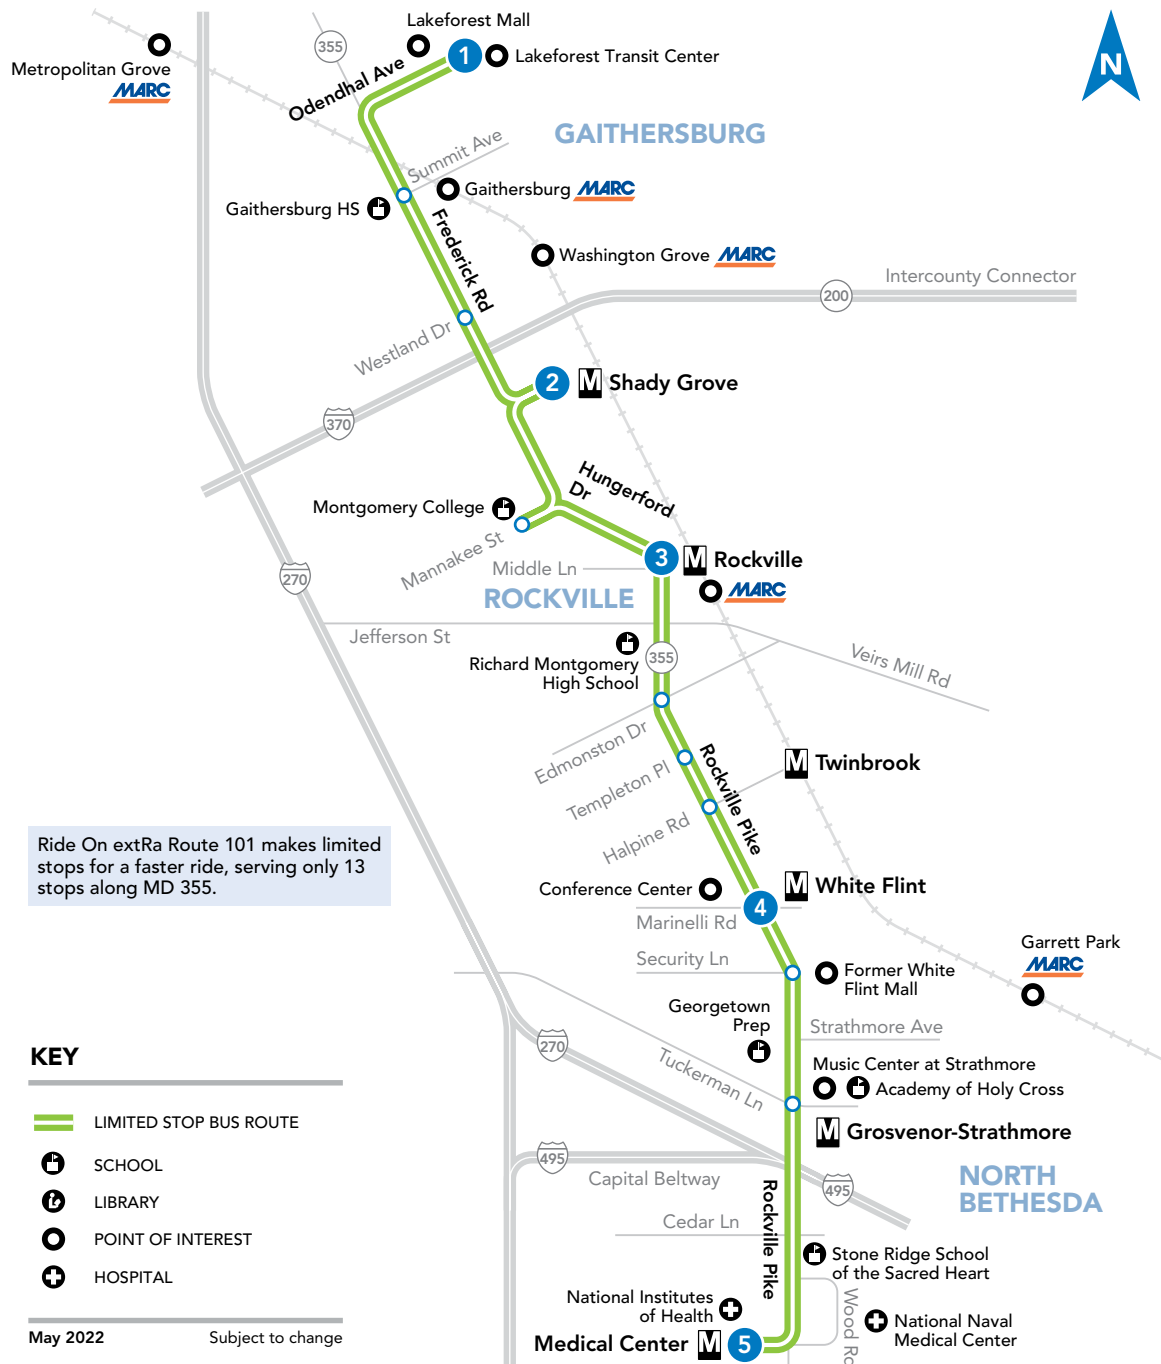 Lakeforest Mall
355
1
Lakeforest Transit Center
Metropolitan Grove
MARC
Odendhal Ave
N
GAITHERSBURG
Summit Ave
Gaithersburg MARC
Gaithersburg HS
Frederick Rd
Washington Grove MARC
Intercounty Connector
200
Westland Dr
2
M Shady Grove
370
Hungerford
Dr
Montgomery College
Mannakee St
3
M Rockville
Middle Ln
MARC
270
ROCKVILLE
Jefferson St
Richard Montgomery
High School
355
Veirs Mill Rd
Edmonston Dr
Rockville Pike
Templeton Pl
M Twinbrook
Halpine Rd
Ride On extRa Route 101 makes limited
stops for a faster ride, serving only 13
stops along MD 355.
Conference Center
M White Flint
4
Marinelli Rd
Security Ln
Former White
Flint Mall
Garrett Park
MARC
Georgetown
Prep
Strathmore Ave
270
Tuckerman Ln
Music Center at Strathmore
Academy of Holy Cross
M Grosvenor-Strathmore
495
Capital Beltway
495
NORTH
BETHESDA
Cedar Ln
Rockville Pike
Stone Ridge School
of the Sacred Heart
Wood Rd
National Institutes
of Health
National Naval
Medical Center
Medical Center M
5
KEY
LIMITED STOP BUS ROUTE
SCHOOL
LIBRARY
POINT OF INTEREST
HOSPITAL
May 2022
Subject to change